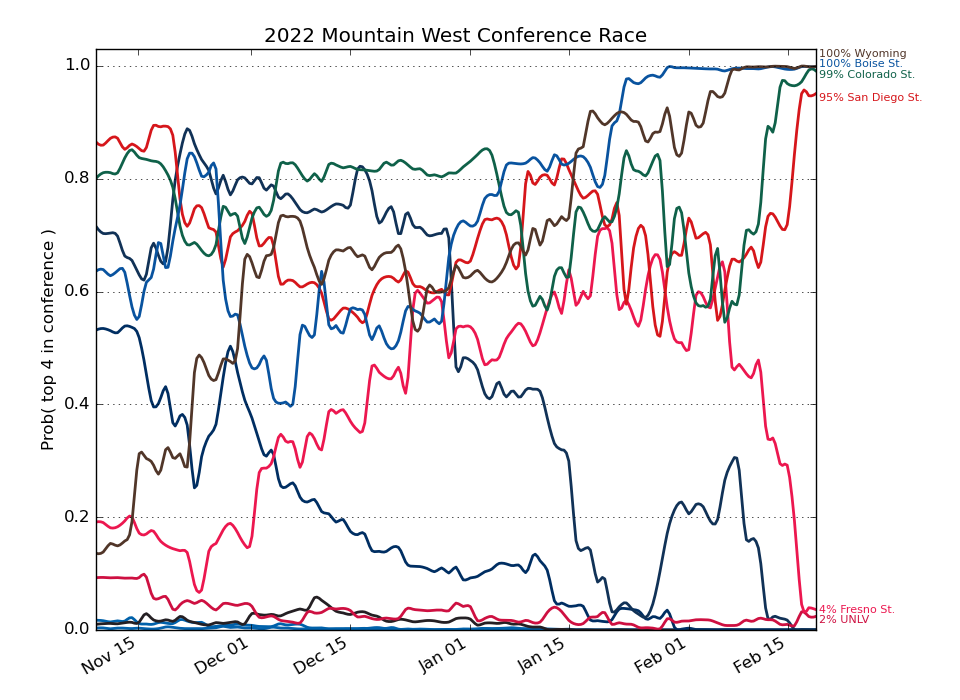 2022 Mountain West Conference Race
Prob( top 4 in conference )
1.0
0.8
0.6
0.4
0.2
0.0
Nov 15
Dec 01
Dec 15
Jan 01
Jan 15
Feb 01
Feb 15
100% Wyoming
100% Boise St.
99% Colorado St.
95% San Diego St.
4% Fresno St.
2% UNLV